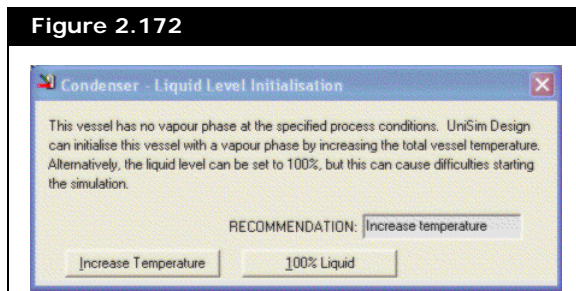 Figure 2.172
Condenser - Liquid Level Initialisation
This vessel has no vapour phase at the specified process conditions. UniSim Design
can initialise this vessel with a vapour phase by increasing the total vessel temperature.
Alternatively, the liquid level can be set to 100%, but this can cause difficulties starting
the simulation.
RECOMMENDATION: Increase temperature
Increase Temperature 100% Liquid